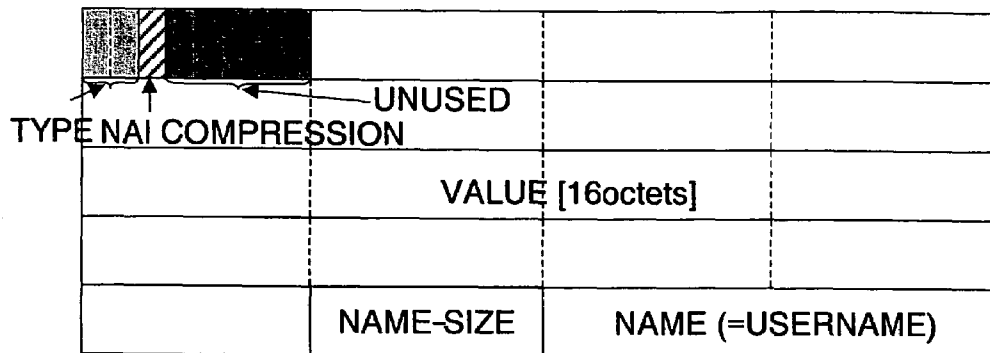 UNUSED
TYPE NAI COMPRESSION
VALUE [16octets]
NAME-SIZE NAME (=USERNAME)